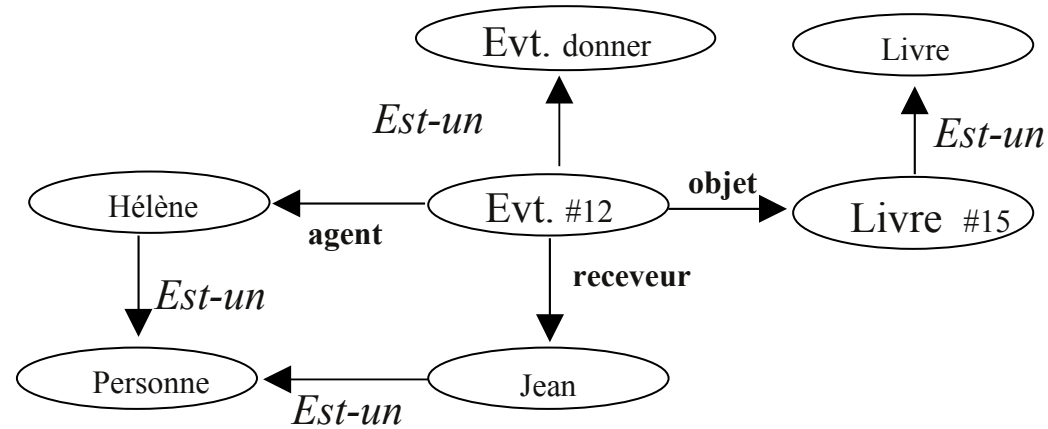 Evt. donner
Livre
Est-un
Est-un
Hélène
agent
Evt. #12
objet
Livre #15
receveur
Est-un
Personne
Est-un
Jean